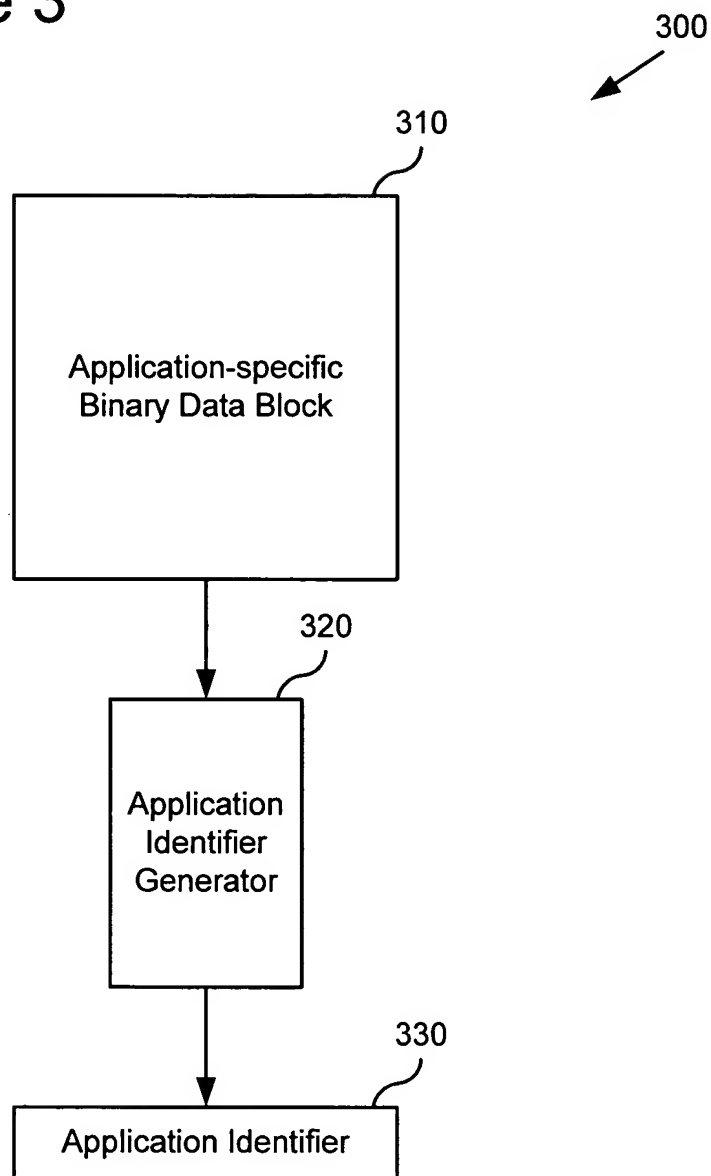 e 3
300
310
Application-specific
Binary Data Block
320
Application
Identifier
Generator
330
Application Identifier